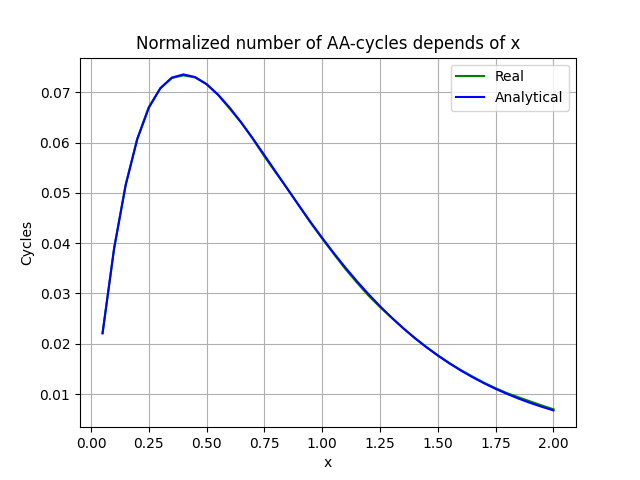 Normalized number of AA-cycles depends of x
Real
Analytical
Cycles
0.07
0.06
0.05
0.04
0.03
0.02
0.01
0.00 0.25 0.50 0.75 1.00 1.25 1.50 1.75 2.00
x